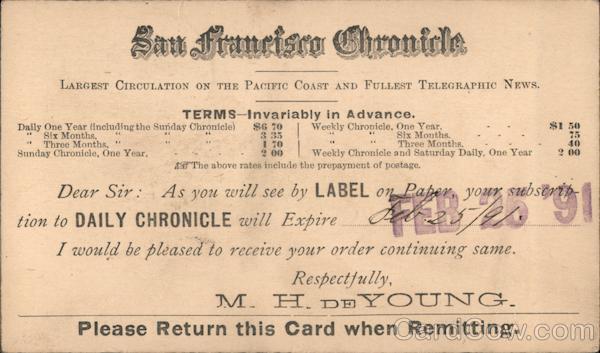 San Francisco Chronicle.
LARGEST CIRCULATION ON THE PACIFIC COAST AND FULLEST TELEGRAPHIC NEWS.
TERMS—Invariably in Advance.
Daily One Year (including the Sunday Chronicle) $6 70
" Six Months, " " " 3 35
" Three Months, " " " 1 70
Sunday Chronicle, One Year, - - 2 00
Weekly Chronicle, One Year. - - - $1 50
" " Six Months, - - - 75
" " Three Months, - - - 40
Weekly Chronicle and Saturday Daily, One Year 2 00
☞ The above rates include the prepayment of postage.
Dear Sir: As you will see by LABEL on Paper, your subscrip-
tion to DAILY CHRONICLE will Expire Feb 25/91.
FEB 25 91
I would be pleased to receive your order continuing same.
Respectfully,
M. H. DE YOUNG.
Please Return this Card when Remitting.
CardCow.com